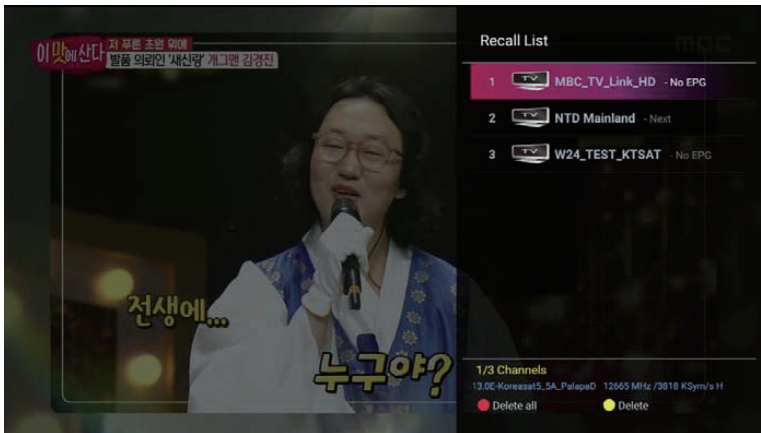 이 맛에 산다
저 푸른 초원 위에
발품 의뢰인 '새신랑' 개그맨 김경진
MBC
전생에...
누구야?
Recall List
1 TV MBC_TV_Link_HD - No EPG
2 TV NTD Mainland - Next
3 TV W24_TEST_KTSAT - No EPG
1/3 Channels
13.0E-Koreasat5_5A_PalapaD 12665 MHz /3818 KSym/s H
Delete all
Delete